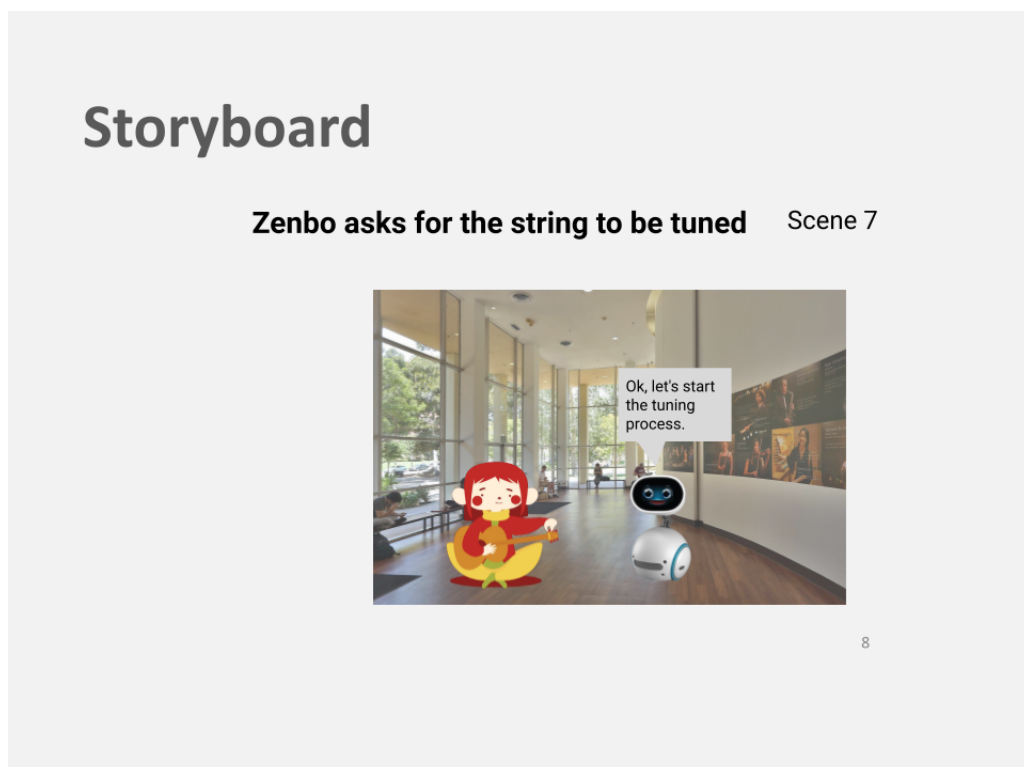 Storyboard
Zenbo asks for the string to be tuned
Scene 7
Ok, let's start
the tuning
process.
8